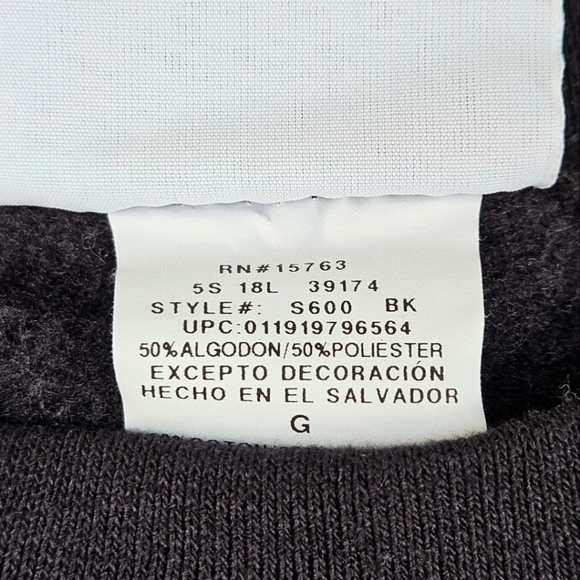 RN#15763
5S 18L 39174
STYLE#: S600 BK
UPC:011919796564
50%ALGODON/50%POLIESTER
EXCEPTO DECORACIÓN
HECHO EN EL SALVADOR
G